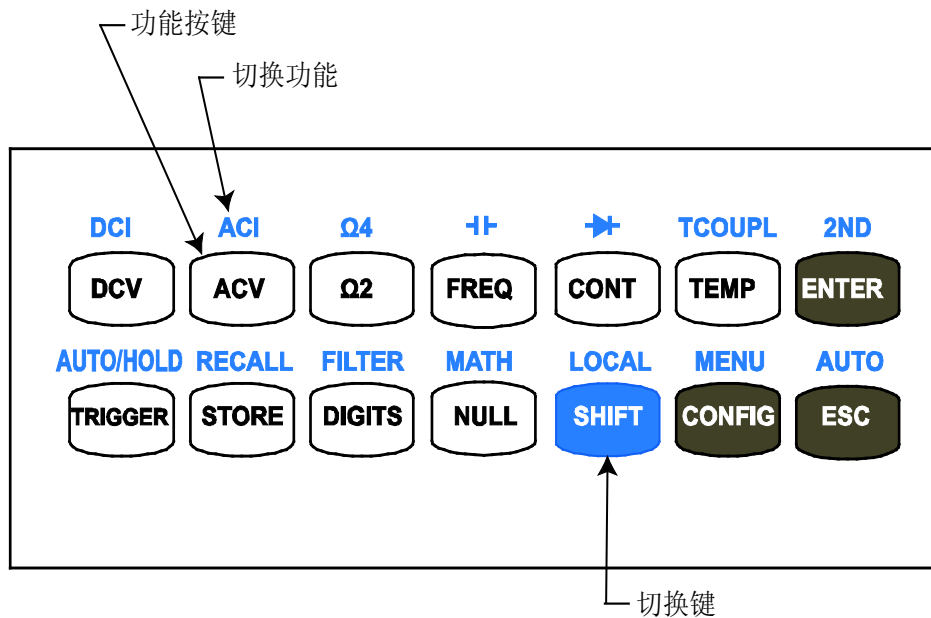 功能按键
切换功能
DCI ACI Ω4 TCOUPL 2ND
DCV ACV Ω2 FREQ CONT TEMP ENTER
AUTO/HOLD RECALL FILTER MATH LOCAL MENU AUTO
TRIGGER STORE DIGITS NULL SHIFT CONFIG ESC
切换键